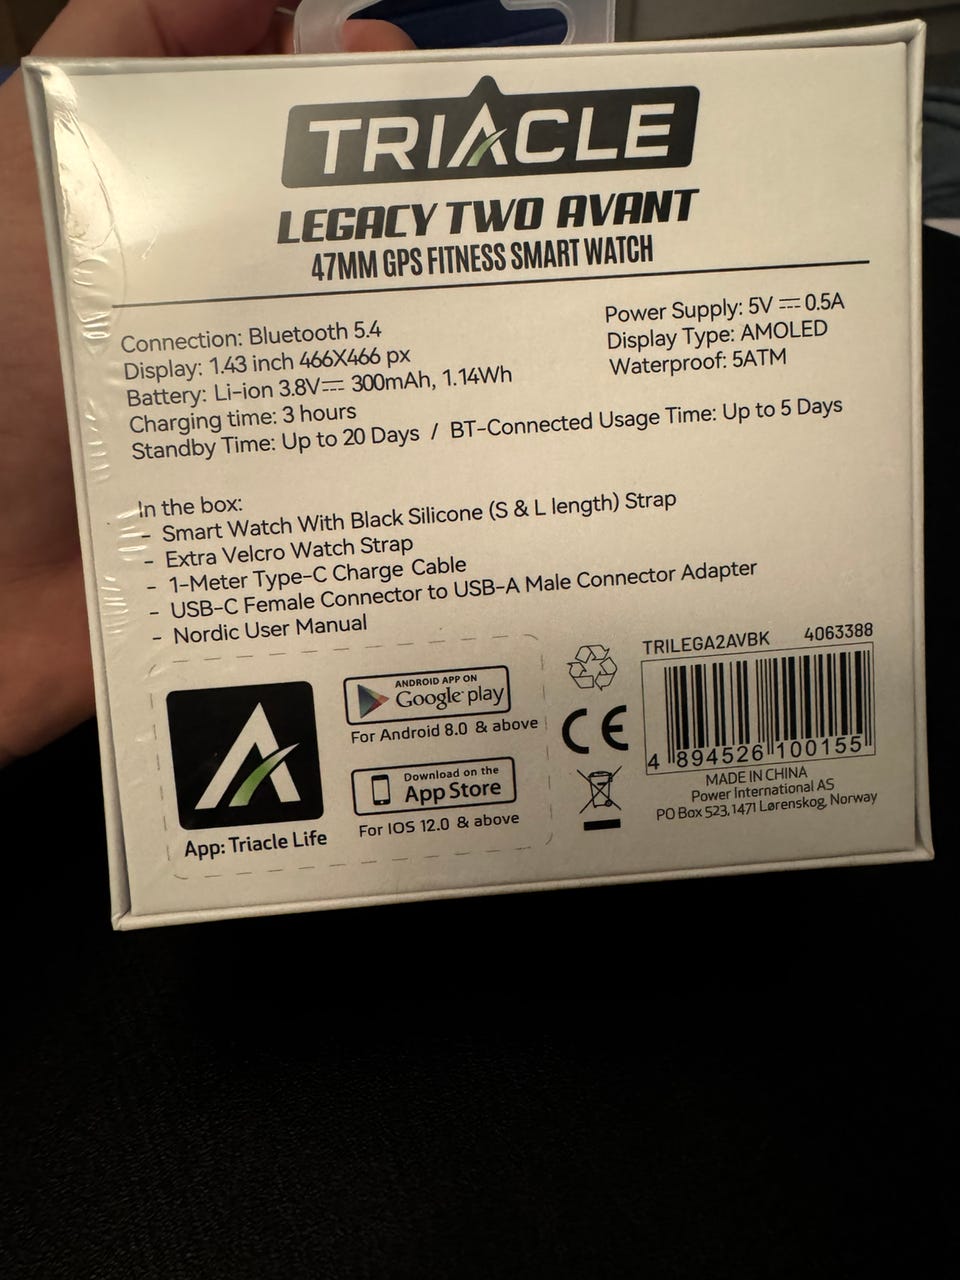 TRIACLE
LEGACY TWO AVANT
47MM GPS FITNESS SMART WATCH
Connection: Bluetooth 5.4
Display: 1.43 inch 466X466 px
Battery: Li-ion 3.8V⎓ 300mAh, 1.14Wh
Charging time: 3 hours
Standby Time: Up to 20 Days / BT-Connected Usage Time: Up to 5 Days
Power Supply: 5V ⎓ 0.5A
Display Type: AMOLED
Waterproof: 5ATM
In the box:
- Smart Watch With Black Silicone (S & L length) Strap
- Extra Velcro Watch Strap
- 1-Meter Type-C Charge Cable
- USB-C Female Connector to USB-A Male Connector Adapter
- Nordic User Manual
App: Triacle Life
ANDROID APP ON
Google play
For Android 8.0 & above
Download on the
App Store
For IOS 12.0 & above
CE
TRILEGA2AVBK 4063388
4 894526 100155
MADE IN CHINA
Power International AS
PO Box 523, 1471 Lørenskog, Norway